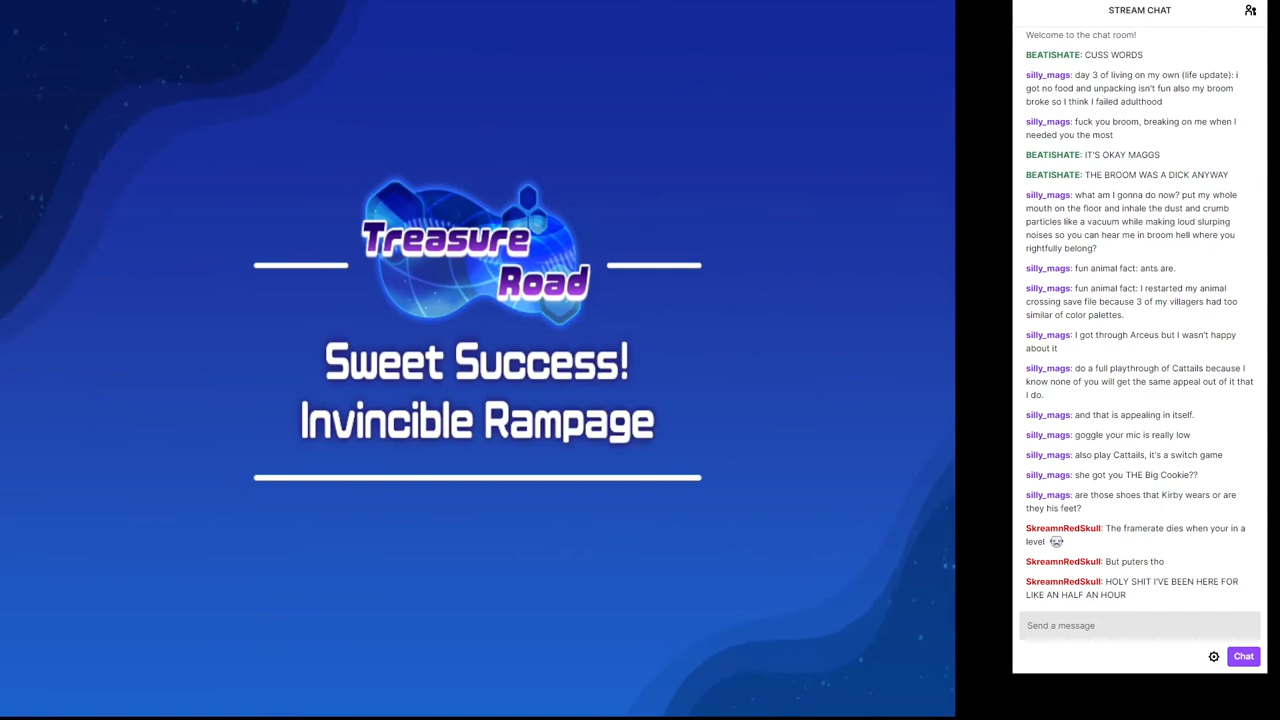 Treasure
Road
Sweet Success!
Invincible Rampage
STREAM CHAT
Welcome to the chat room!
BEATISHATE: CUSS WORDS
silly_mags: day 3 of living on my own (life update): i
got no food and unpacking isn't fun also my broom
broke so I think I failed adulthood
silly_mags: fuck you broom, breaking on me when I
needed you the most
BEATISHATE: IT'S OKAY MAGGS
BEATISHATE: THE BROOM WAS A DICK ANYWAY
silly_mags: what am I gonna do now? put my whole
mouth on the floor and inhale the dust and crumb
particles like a vacuum while making loud slurping
noises so you can hear me in broom hell where you
rightfully belong?
silly_mags: fun animal fact: ants are.
silly_mags: fun animal fact: I restarted my animal
crossing save file because 3 of my villagers had too
similar of color palettes.
silly_mags: I got through Arceus but I wasn't happy
about it
silly_mags: do a full playthrough of Cattails because I
know none of you will get the same appeal out of it that
I do.
silly_mags: and that is appealing in itself.
silly_mags: goggle your mic is really low
silly_mags: also play Cattails, it's a switch game
silly_mags: she got you THE Big Cookie??
silly_mags: are those shoes that Kirby wears or are
they his feet?
SkreamnRedSkull: The framerate dies when your in a
level
SkreamnRedSkull: But puters tho
SkreamnRedSkull: HOLY SHIT I'VE BEEN HERE FOR
LIKE AN HALF AN HOUR
Send a message
Chat